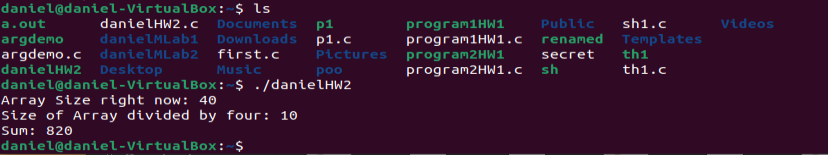 daniel@daniel-VirtualBox:~$ ls
a.out danielHW2.c Documents p1 program1HW1 Public sh1.c Videos
argdemo danielMLab1 Downloads p1.c program1HW1.c renamed Templates
argdemo.c danielMLab2 first.c Pictures program2HW1 secret th1
danielHW2 Desktop Music poo program2HW1.c sh th1.c
daniel@daniel-VirtualBox:~$ ./danielHW2
Array Size right now: 40
Size of Array divided by four: 10
Sum: 820
daniel@daniel-VirtualBox:~$